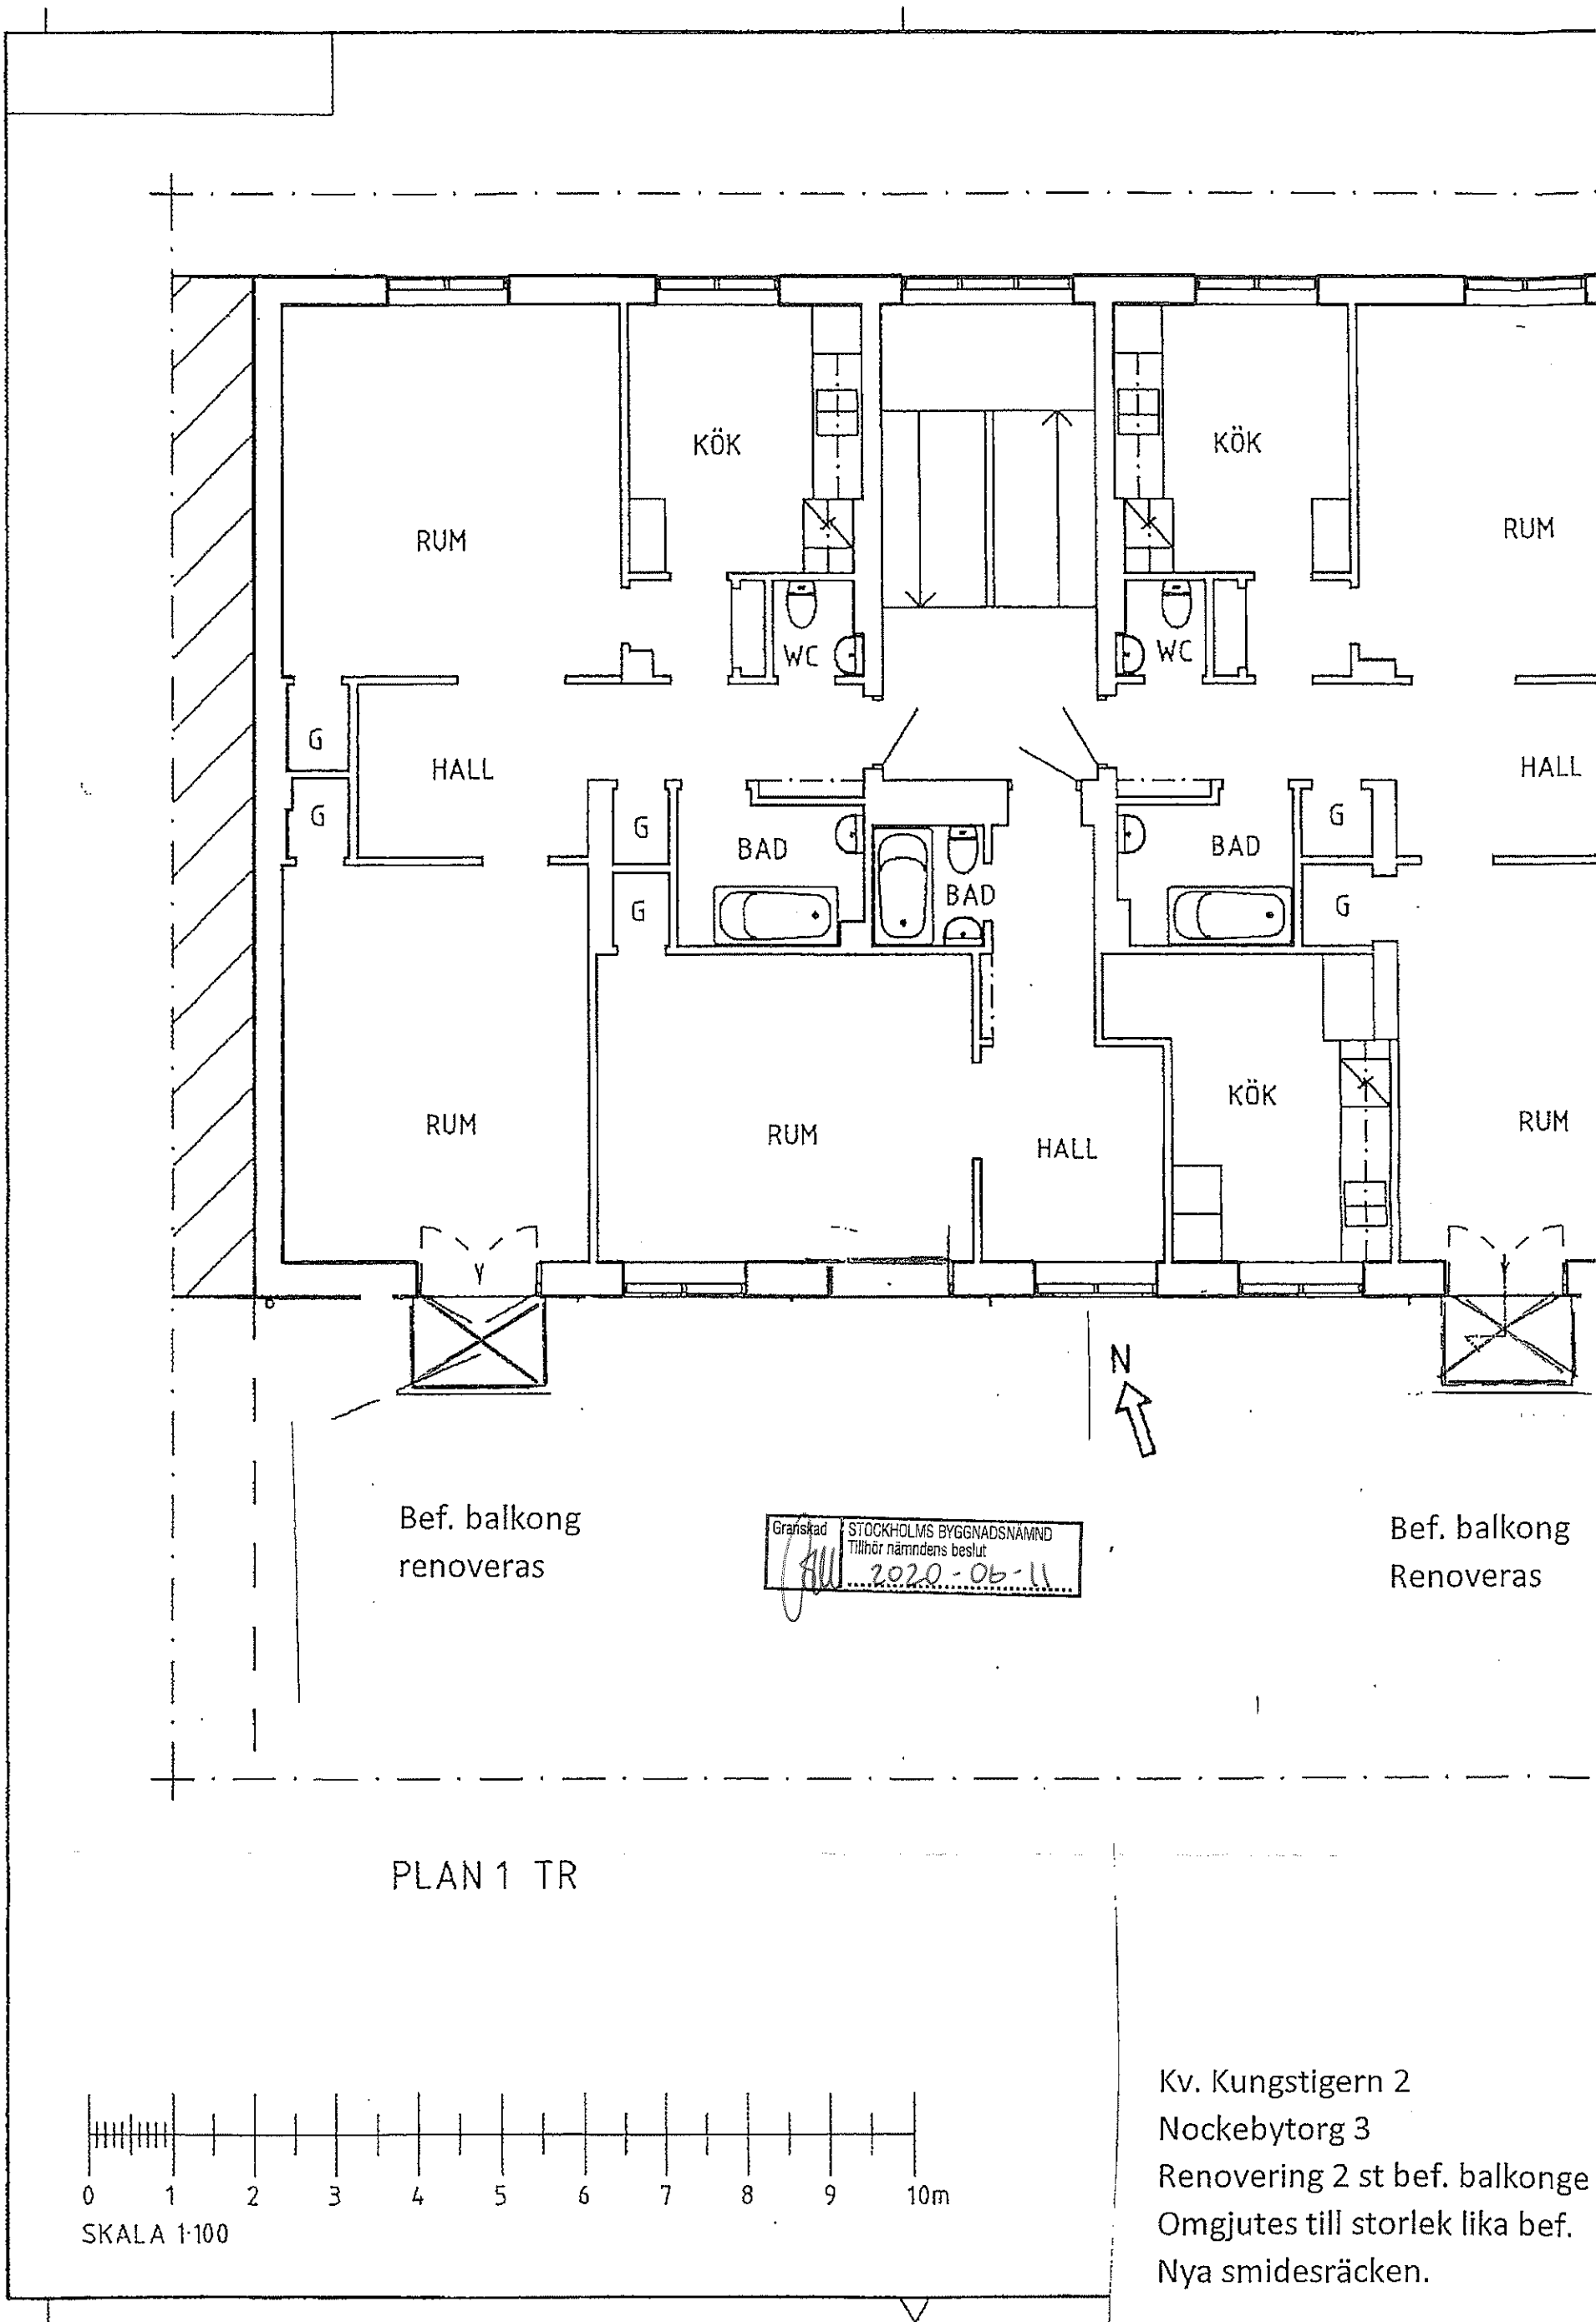 KÖK
KÖK
RUM
RUM
WC
WC
G
HALL
HALL
G
G
BAD
BAD
G
BAD
G
RUM
RUM
HALL
KÖK
RUM
N
Bef. balkong
renoveras
Granskad
STOCKHOLMS BYGGNADSNÄMND
Tillhör nämndens beslut
2020-06-11
Bef. balkong
Renoveras
PLAN 1 TR
0 1 2 3 4 5 6 7 8 9 10m
SKALA 1:100
Kv. Kungstigern 2
Nockebytorg 3
Renovering 2 st bef. balkonge
Omgjutes till storlek lika bef.
Nya smidesräcken.